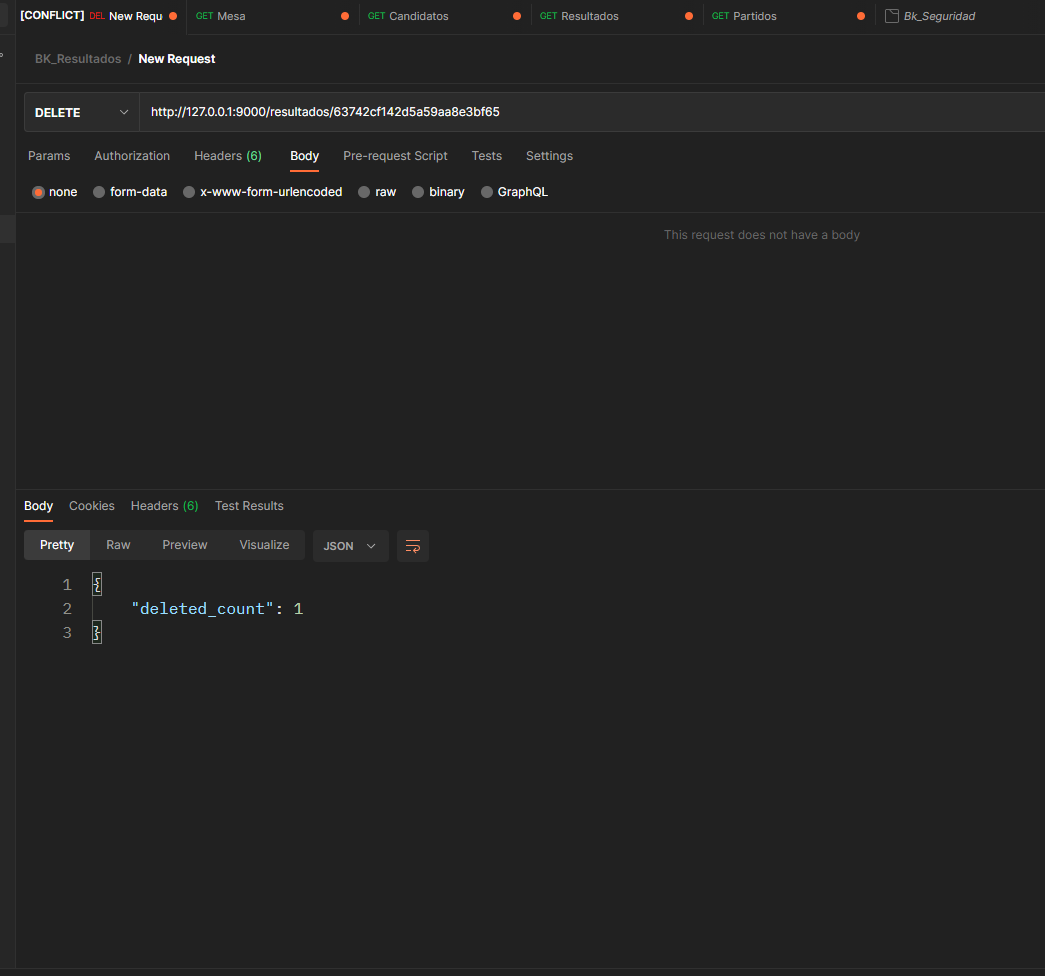 [CONFLICT] DEL New Requ GET Mesa GET Candidatos GET Resultados GET Partidos Bk_Seguridad
BK_Resultados / New Request
DELETE http://127.0.0.1:9000/resultados/63742cf142d5a59aa8e3bf65
Params Authorization Headers (6) Body Pre-request Script Tests Settings
none form-data x-www-form-urlencoded raw binary GraphQL
This request does not have a body
Body Cookies Headers (6) Test Results
Pretty Raw Preview Visualize JSON
1 {
2 "deleted_count": 1
3 }